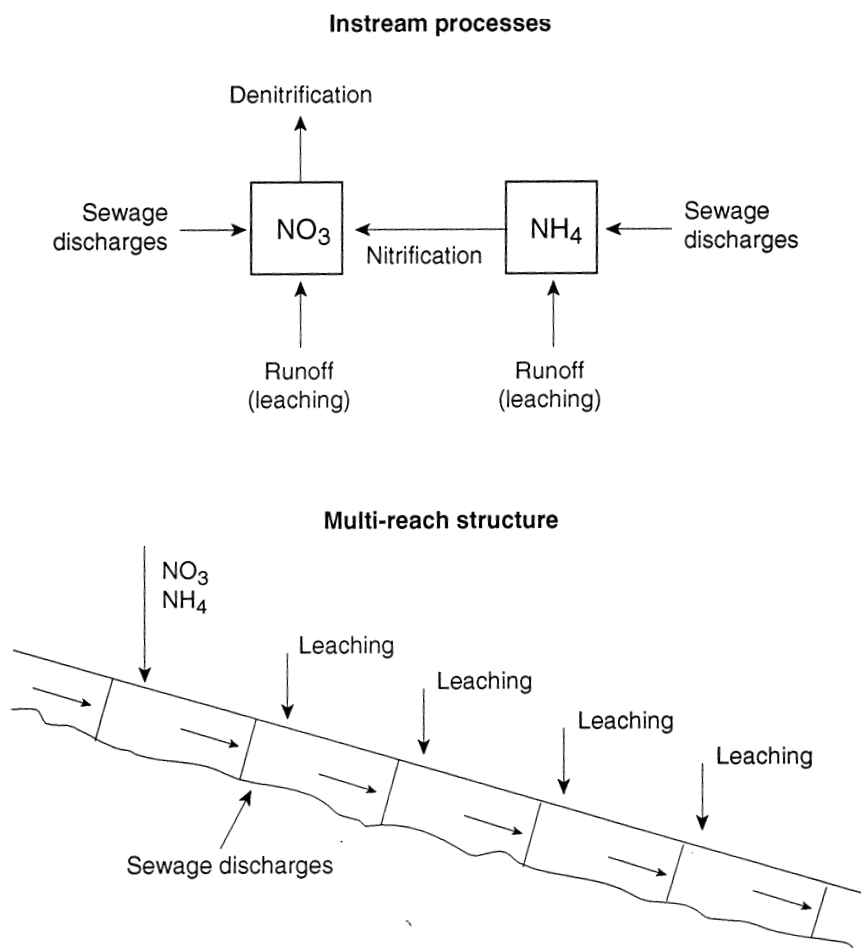 Instream processes
Denitrification
Sewage
discharges
NO3
Nitrification
NH4
Sewage
discharges
Runoff
(leaching)
Runoff
(leaching)
Multi-reach structure
NO3
NH4
Leaching
Leaching
Leaching
Leaching
Sewage discharges